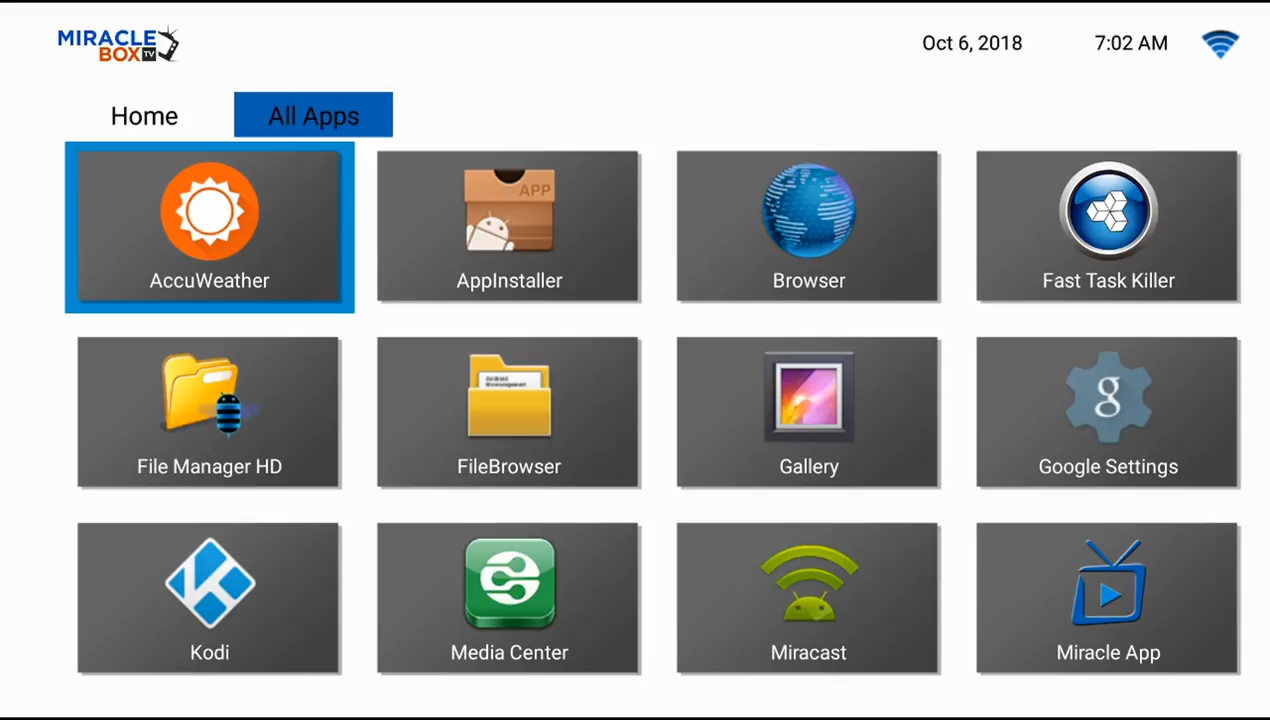 MIRACLE
BOX TV
Oct 6, 2018
7:02 AM
Home
All Apps
APP
AccuWeather
AppInstaller
Browser
Fast Task Killer
g
File Manager HD
FileBrowser
Gallery
Google Settings
Kodi
Media Center
Miracast
Miracle App